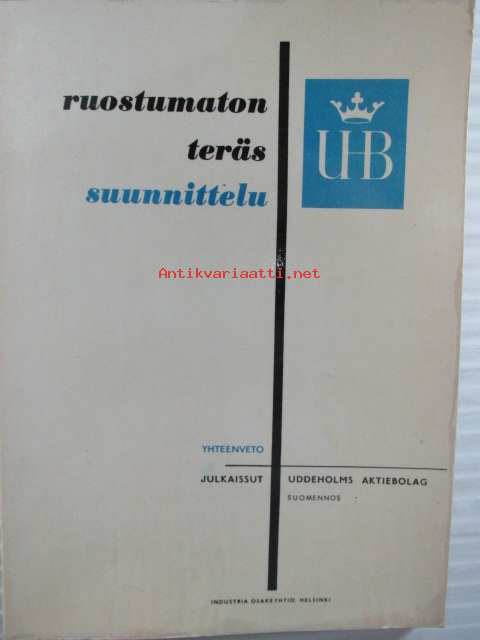 ruostumaton
teräs
suunnittelu
UHB
Antikvariaatti.net
YHTEENVETO
JULKAISSUT UDDEHOLMS AKTIEBOLAG
SUOMENNOS
INDUSTRIA OSAKEYHTIÖ, HELSINKI